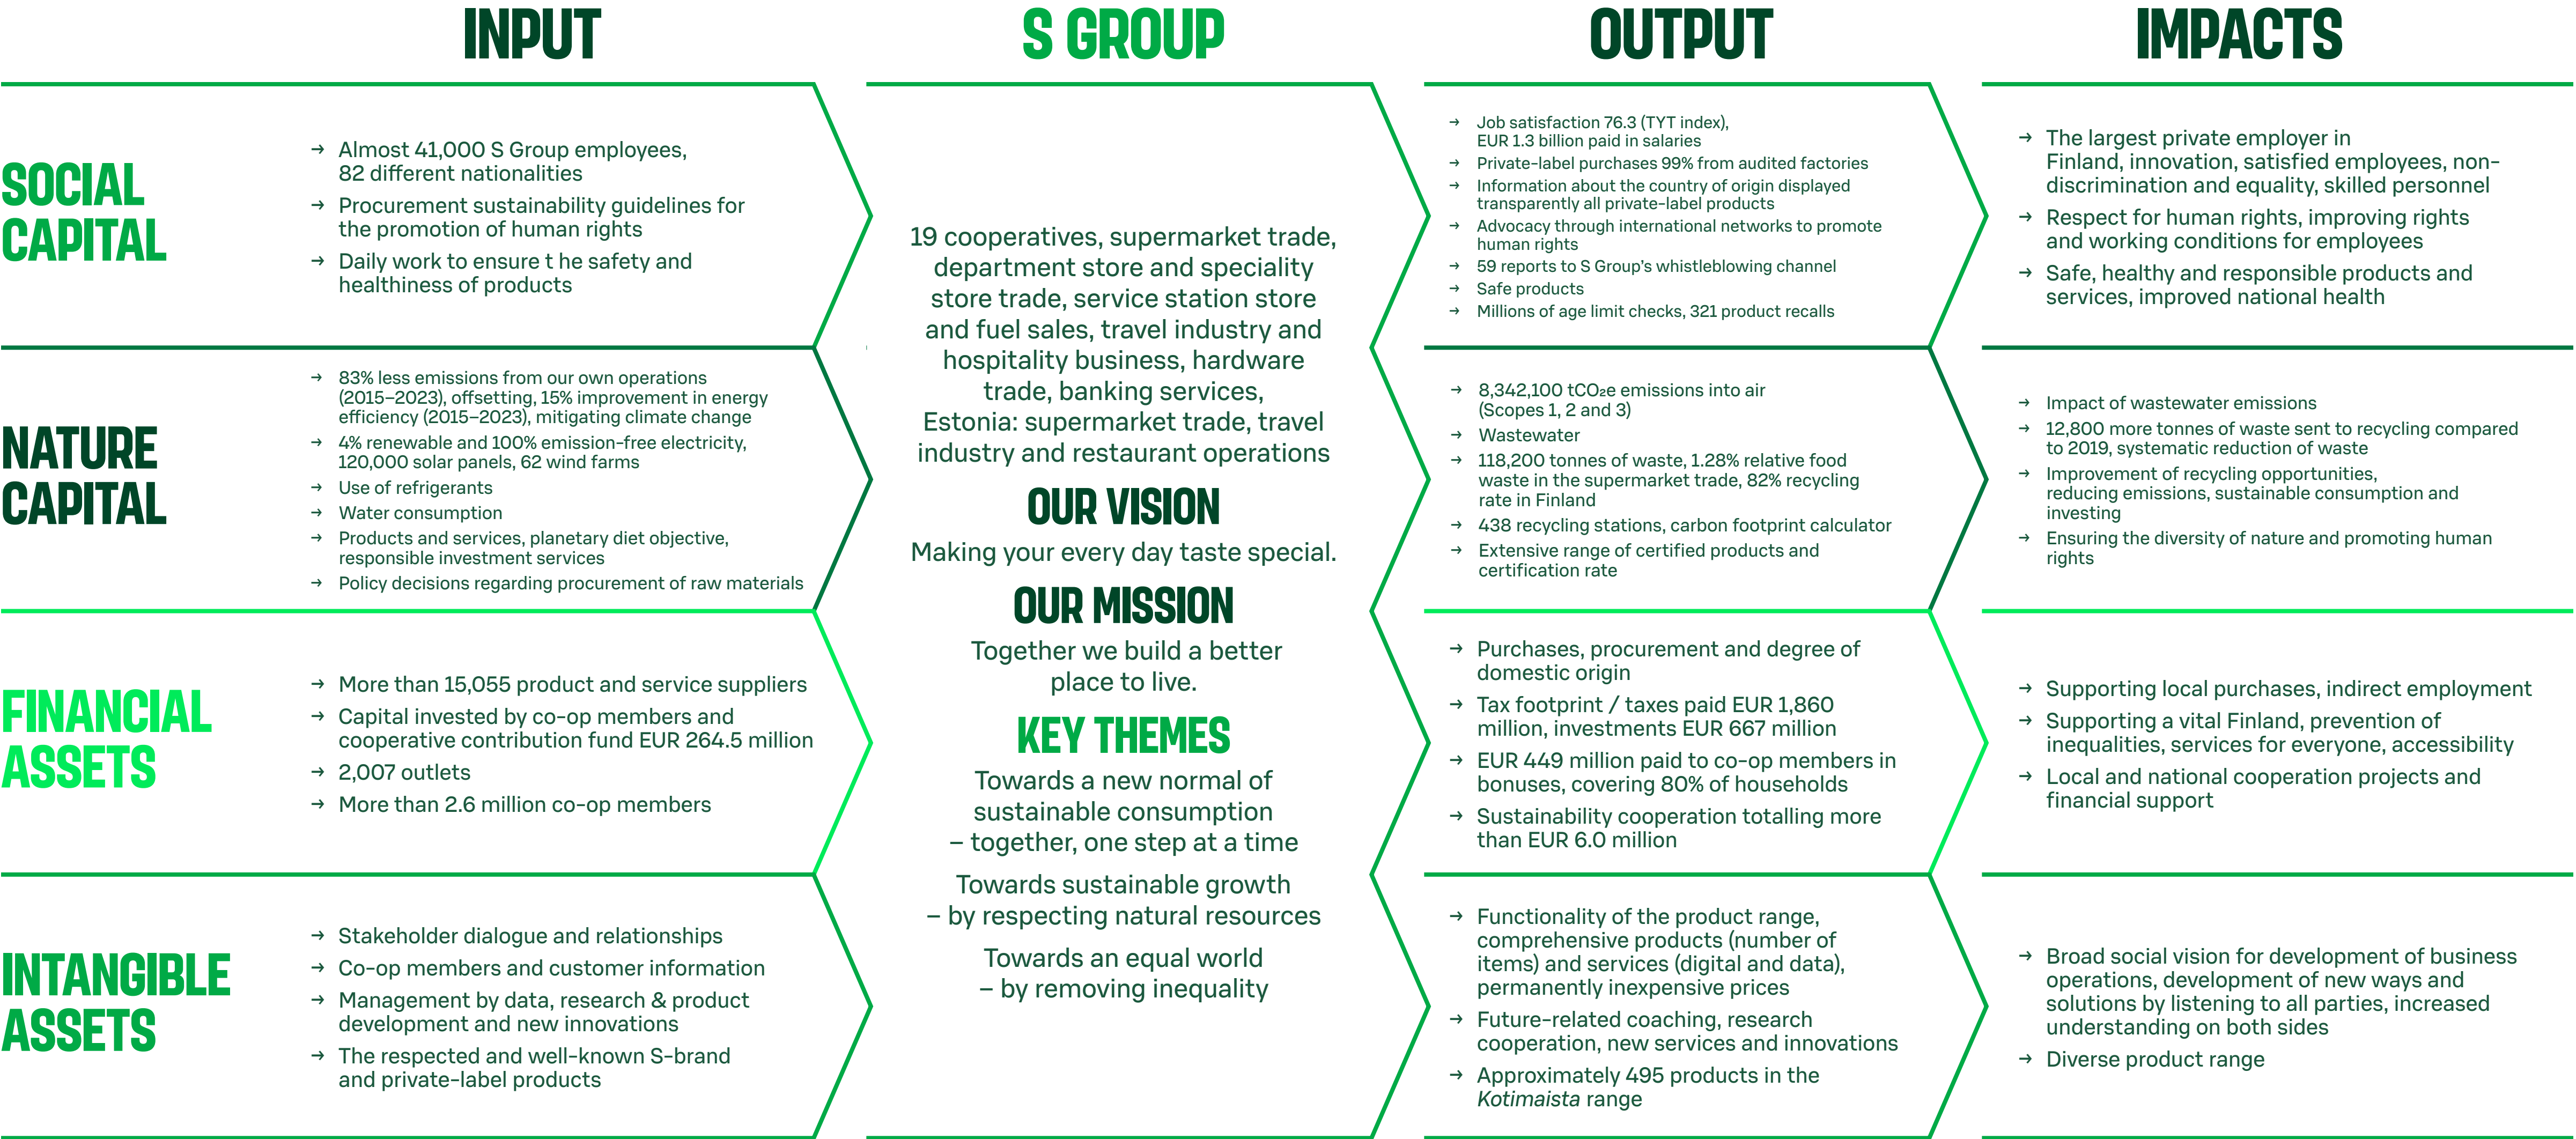 INPUT
S GROUP
OUTPUT
IMPACTS
SOCIAL
CAPITAL
→ Almost 41,000 S Group employees,
82 different nationalities
→ Procurement sustainability guidelines for
the promotion of human rights
→ Daily work to ensure t he safety and
healthiness of products
NATURE
CAPITAL
→ 83% less emissions from our own operations
(2015–2023), offsetting, 15% improvement in energy
efficiency (2015–2023), mitigating climate change
→ 4% renewable and 100% emission-free electricity,
120,000 solar panels, 62 wind farms
→ Use of refrigerants
→ Water consumption
→ Products and services, planetary diet objective,
responsible investment services
→ Policy decisions regarding procurement of raw materials
FINANCIAL
ASSETS
→ More than 15,055 product and service suppliers
→ Capital invested by co-op members and
cooperative contribution fund EUR 264.5 million
→ 2,007 outlets
→ More than 2.6 million co-op members
INTANGIBLE
ASSETS
→ Stakeholder dialogue and relationships
→ Co-op members and customer information
→ Management by data, research & product
development and new innovations
→ The respected and well-known S-brand
and private-label products
19 cooperatives, supermarket trade,
department store and speciality
store trade, service station store
and fuel sales, travel industry and
hospitality business, hardware
trade, banking services,
Estonia: supermarket trade, travel
industry and restaurant operations
OUR VISION
Making your every day taste special.
OUR MISSION
Together we build a better
place to live.
KEY THEMES
Towards a new normal of
sustainable consumption
– together, one step at a time
Towards sustainable growth
– by respecting natural resources
Towards an equal world
– by removing inequality
→ Job satisfaction 76.3 (TYT index),
EUR 1.3 billion paid in salaries
→ Private-label purchases 99% from audited factories
→ Information about the country of origin displayed
transparently all private-label products
→ Advocacy through international networks to promote
human rights
→ 59 reports to S Group's whistleblowing channel
→ Safe products
→ Millions of age limit checks, 321 product recalls
→ 8,342,100 tCO₂e emissions into air
(Scopes 1, 2 and 3)
→ Wastewater
→ 118,200 tonnes of waste, 1.28% relative food
waste in the supermarket trade, 82% recycling
rate in Finland
→ 438 recycling stations, carbon footprint calculator
→ Extensive range of certified products and
certification rate
→ Purchases, procurement and degree of
domestic origin
→ Tax footprint / taxes paid EUR 1,860
million, investments EUR 667 million
→ EUR 449 million paid to co-op members in
bonuses, covering 80% of households
→ Sustainability cooperation totalling more
than EUR 6.0 million
→ Functionality of the product range,
comprehensive products (number of
items) and services (digital and data),
permanently inexpensive prices
→ Future-related coaching, research
cooperation, new services and innovations
→ Approximately 495 products in the
Kotimaista range
→ The largest private employer in
Finland, innovation, satisfied employees, non-
discrimination and equality, skilled personnel
→ Respect for human rights, improving rights
and working conditions for employees
→ Safe, healthy and responsible products and
services, improved national health
→ Impact of wastewater emissions
→ 12,800 more tonnes of waste sent to recycling compared
to 2019, systematic reduction of waste
→ Improvement of recycling opportunities,
reducing emissions, sustainable consumption and
investing
→ Ensuring the diversity of nature and promoting human
rights
→ Supporting local purchases, indirect employment
→ Supporting a vital Finland, prevention of
inequalities, services for everyone, accessibility
→ Local and national cooperation projects and
financial support
→ Broad social vision for development of business
operations, development of new ways and
solutions by listening to all parties, increased
understanding on both sides
→ Diverse product range